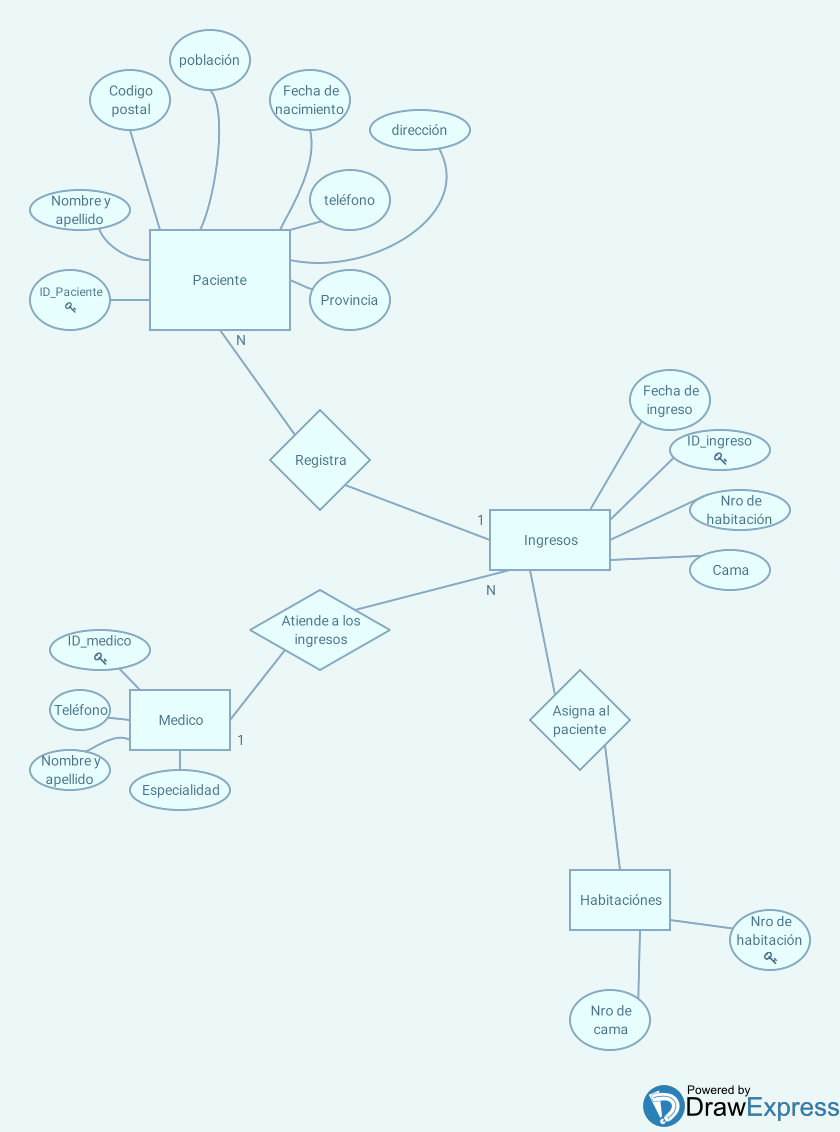 población
Codigo
postal
Fecha de
nacimiento
dirección
Nombre y
apellido
teléfono
Paciente
ID_Paciente
Provincia
N
Registra
Fecha de
ingreso
ID_ingreso
Nro de
habitación
1
Ingresos
Cama
N
Atiende a los
ingresos
ID_medico
Teléfono
Medico
1
Nombre y
apellido
Especialidad
Asigna al
paciente
Habitaciónes
Nro de
habitación
Nro de
cama
Powered by
DrawExpress